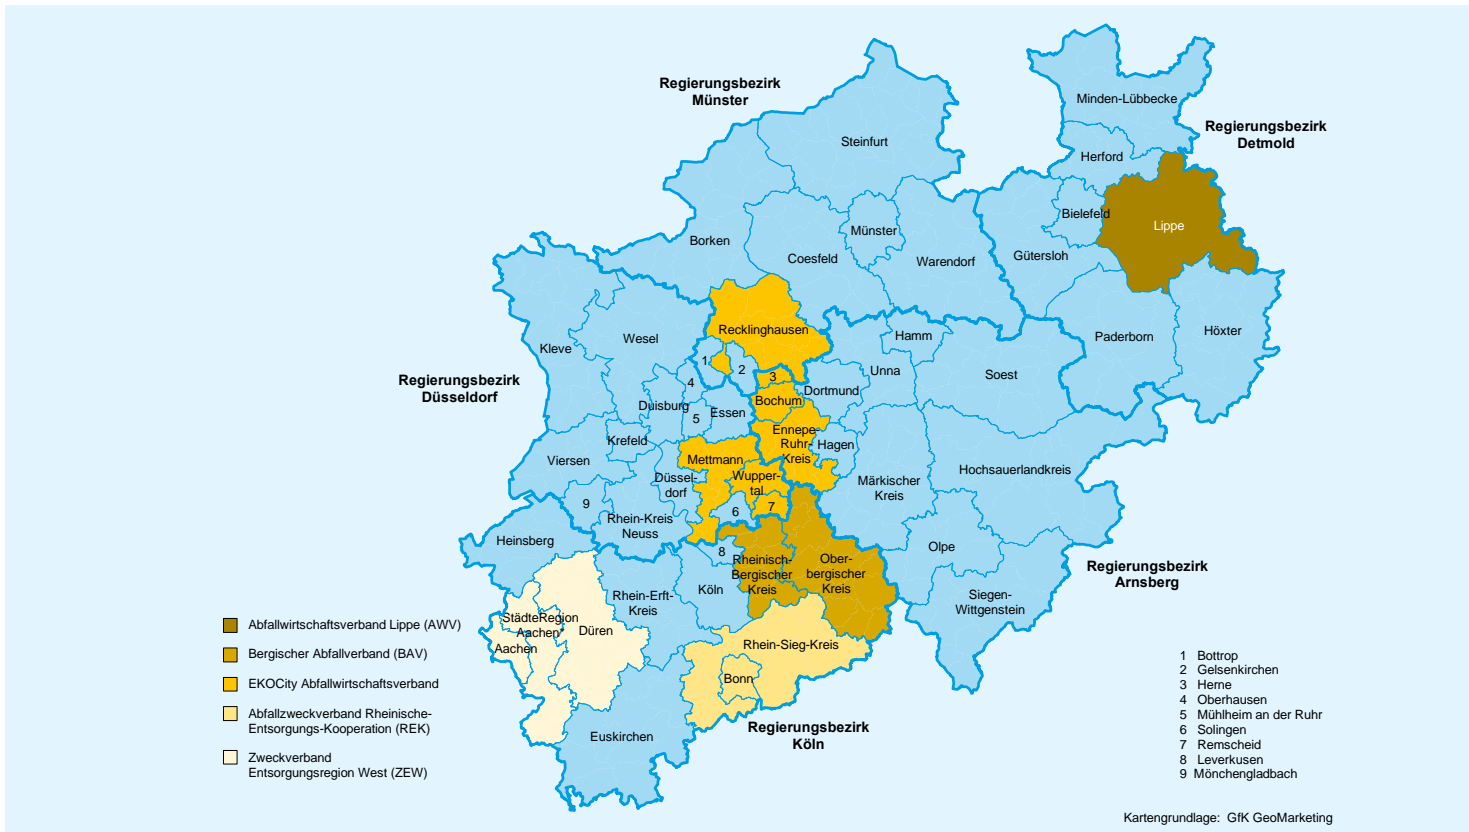 Regierungsbezirk
Münster
Minden-Lübbecke
Regierungsbezirk
Detmold
Steinfurt
Herford
Bielefeld
Lippe
Borken
Münster
Coesfeld
Warendorf
Gütersloh
Recklinghausen
Wesel
Kleve
Hamm
Paderborn
Höxter
1
2
3
4
Unna
Soest
Regierungsbezirk
Düsseldorf
Dortmund
Bochum
Duisburg
5
Essen
Ennepe-
Ruhr-
Kreis
Hagen
Krefeld
Viersen
Mettmann
Düssel-
dorf
Wupper-
tal
Märkischer
Kreis
Hochsauerlandkreis
9
6
7
Rhein-Kreis
Neuss
Heinsberg
8
Rheinisch-
Bergischer
Kreis
Ober-
bergischer
Kreis
Olpe
Regierungsbezirk
Arnsberg
Köln
Rhein-Erft-
Kreis
Siegen-
Wittgenstein
StädteRegion
Aachen*
Aachen
Düren
Rhein-Sieg-Kreis
Bonn
Euskirchen
Regierungsbezirk
Köln
Abfallwirtschaftsverband Lippe (AWV)
Bergischer Abfallverband (BAV)
EKOCity Abfallwirtschaftsverband
Abfallzweckverband Rheinische-
Entsorgungs-Kooperation (REK)
Zweckverband
Entsorgungsregion West (ZEW)
1 Bottrop
2 Gelsenkirchen
3 Herne
4 Oberhausen
5 Mühlheim an der Ruhr
6 Solingen
7 Remscheid
8 Leverkusen
9 Mönchengladbach
Kartengrundlage: GfK GeoMarketing